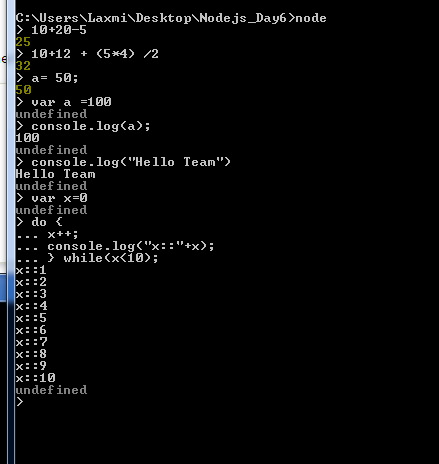 C:\Users\Laxmi\Desktop\Nodejs_Day6>node
> 10+20-5
25
> 10+12 + (5*4) /2
32
> a= 50;
50
> var a =100
undefined
> console.log(a);
100
undefined
> console.log("Hello Team")
Hello Team
undefined
> var x=0
undefined
> do {
... x++;
... console.log("x::"+x);
... } while(x<10);
x::1
x::2
x::3
x::4
x::5
x::6
x::7
x::8
x::9
x::10
undefined
>